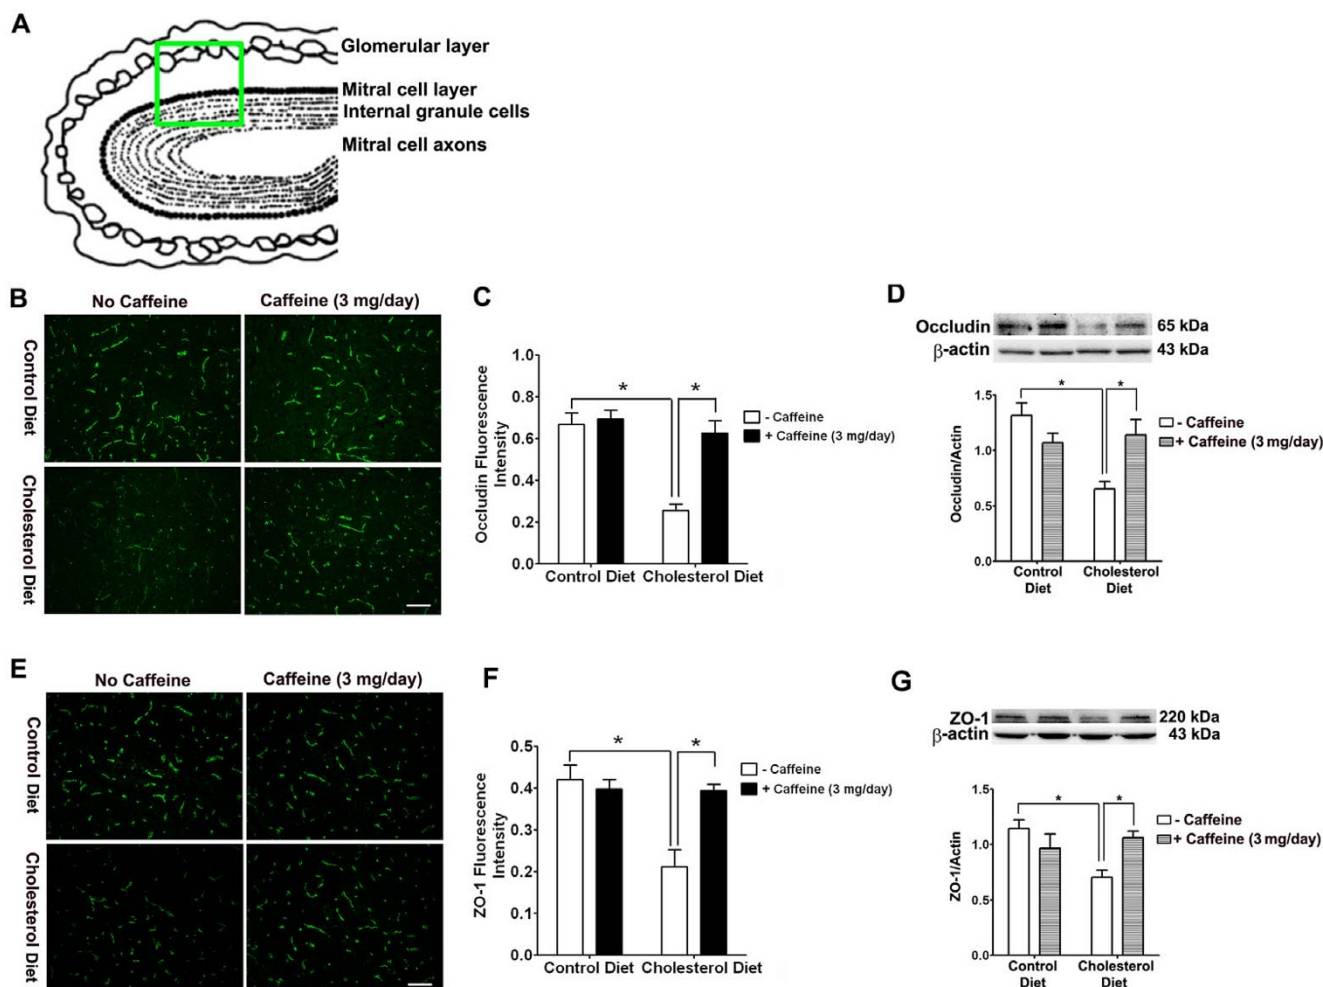 A
Glomerular layer
Mitral cell layer
Internal granule cells
Mitral cell axons
B
No Caffeine
Caffeine (3 mg/day)
Control Diet
Cholesterol Diet
C
Occludin Fluorescence
Intensity
1.0
0.8
0.6
0.4
0.2
0.0
*
*
Control Diet
Cholesterol Diet
- Caffeine
+ Caffeine (3 mg/day)
D
Occludin
65 kDa
β-actin
43 kDa
Occludin/Actin
1.5
1.0
0.5
0.0
*
*
Control
Diet
Cholesterol
Diet
- Caffeine
+ Caffeine (3 mg/day)
E
No Caffeine
Caffeine (3 mg/day)
Control Diet
Cholesterol Diet
F
ZO-1 Fluorescence
Intensity
0.5
0.4
0.2
0.4
0.1
0.0
*
*
Control Diet
Cholesterol Diet
- Caffeine
+ Caffeine (3 mg/day)
G
ZO-1
220 kDa
β-actin
43 kDa
ZO-1/Actin
1.5
1.0
0.5
0.0
*
*
Control
Diet
Cholesterol
Diet
- Caffeine
+ Caffeine (3 mg/day)